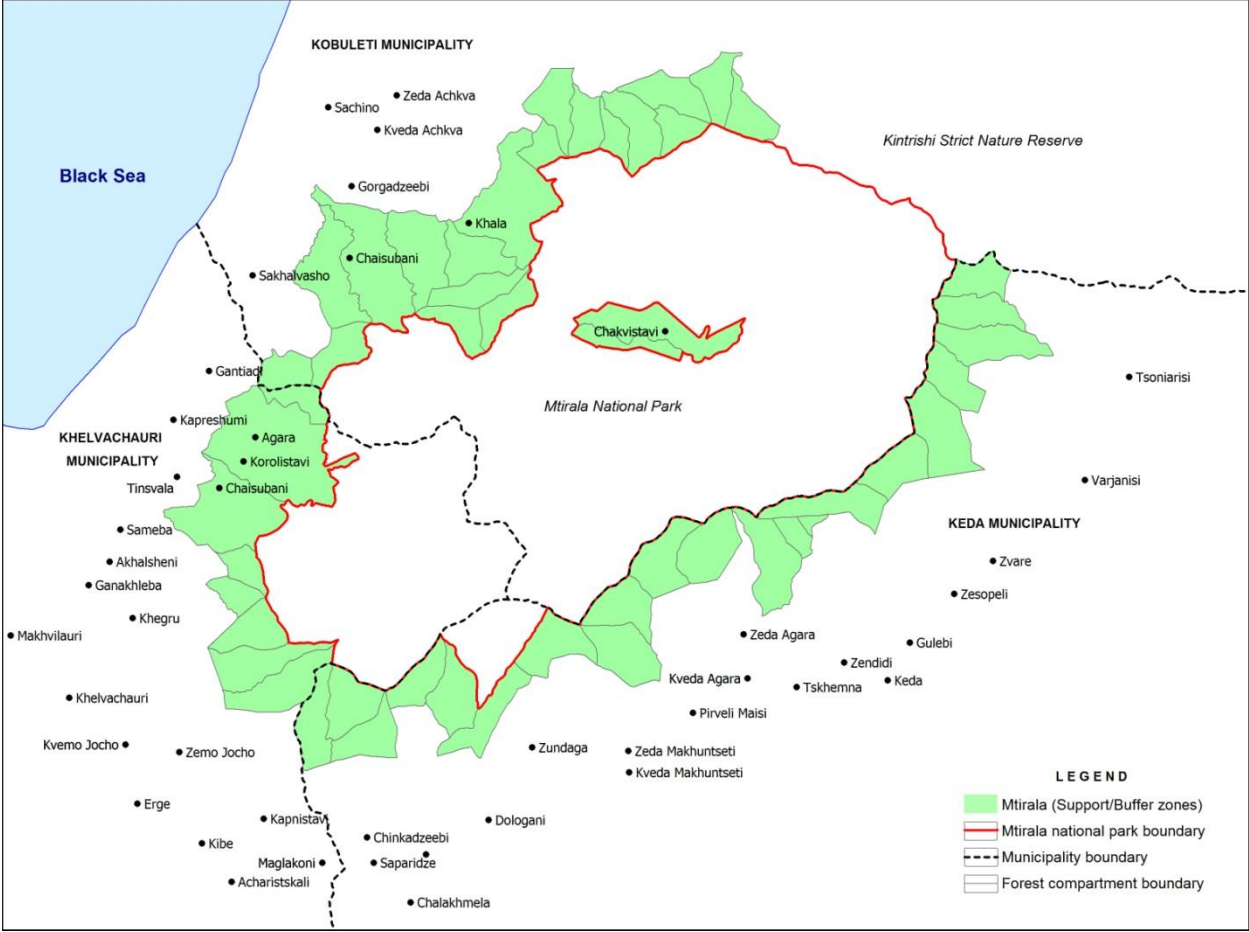 KOBULETI MUNICIPALITY
Zeda Achkva
Sachino
Kveda Achkva
Kintrishi Strict Nature Reserve
Black Sea
Gorgadzeebi
Khala
Chaisubani
Sakhalvasho
Chakvistavi
Gantiadi
Tsoniarisi
Mtirala National Park
Kapreshumi
KHELVACHAURI
MUNICIPALITY
Agara
Korolistavi
Tinsvala
Chaisubani
Varjanisi
KEDA MUNICIPALITY
Sameba
Akhalsheni
Zvare
Ganakhleba
Zesopeli
Khegru
Makhvilauri
Zeda Agara
Gulebi
Zendidi
Kveda Agara
Keda
Tskhemna
Khelvachauri
Pirveli Maisi
Kvemo Jocho
Zemo Jocho
Zundaga
Zeda Makhuntseti
Kveda Makhuntseti
LEGEND
Mtirala (Support/Buffer zones)
Mtirala national park boundary
Municipality boundary
Forest compartment boundary
Erge
Kapnistavi
Dologani
Kibe
Chinkadzeebi
Maglakoni
Saparidze
Acharistskali
Chalakhmela